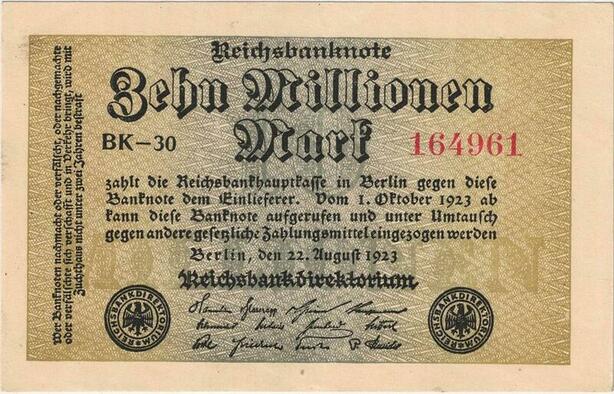 Reichsbanknote
Zehn Millionen
Mark
BK–30
164961
zahlt die Reichsbankhauptkasse in Berlin gegen diese
Banknote dem Einlieferer. Vom 1. Oktober 1923 ab
kann diese Banknote aufgerufen und unter Umtausch
gegen andere gesetzliche Zahlungsmittel eingezogen werden
Berlin, den 22. August 1923
Reichsbankdirektorium
REICHSBANKDIREKTORIUM
REICHSBANKDIREKTORIUM
Wer Banknoten nachmacht oder verfälscht, oder nachgemachte
oder verfälschte sich verschafft und in Verkehr bringt, wird mit
Zuchthaus nicht unter zwei Jahren bestraft